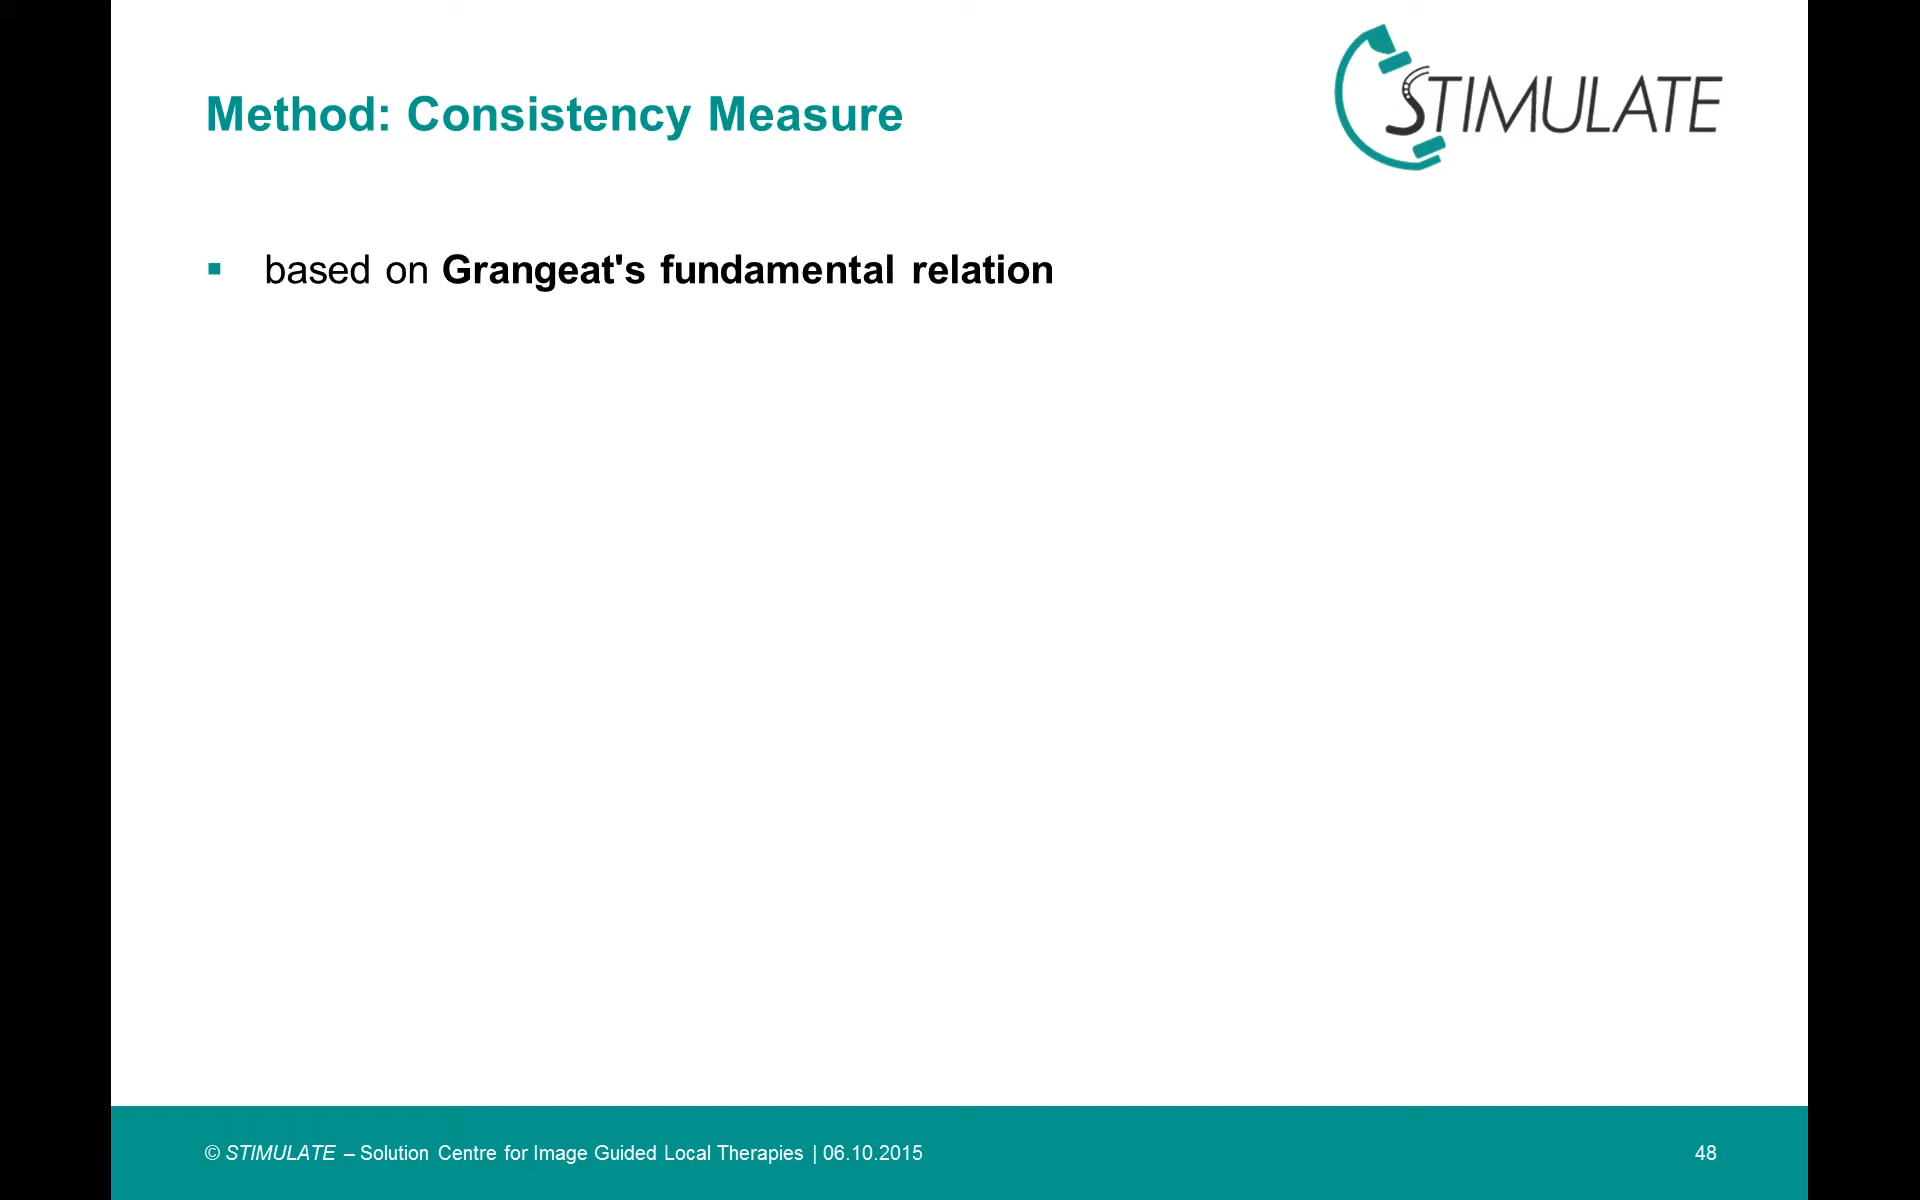 STIMULATE
Method: Consistency Measure
▪ based on Grangeat's fundamental relation
© STIMULATE – Solution Centre for Image Guided Local Therapies | 06.10.2015
48